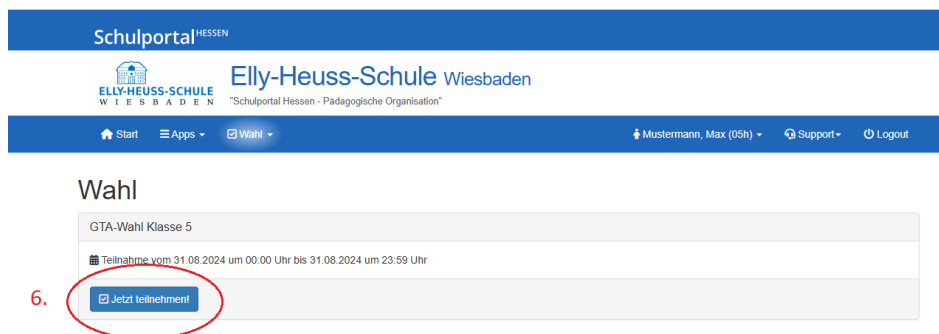 Schulportal HESSEN
ELLY-HEUSS-SCHULE
WIESBADEN
Elly-Heuss-Schule Wiesbaden
"Schulportal Hessen - Pädagogische Organisation"
Start Apps Wahl Mustermann, Max (05h) Support Logout
Wahl
GTA-Wahl Klasse 5
Teilnahme vom 31.08.2024 um 00:00 Uhr bis 31.08.2024 um 23:59 Uhr
6. Jetzt teilnehmen!